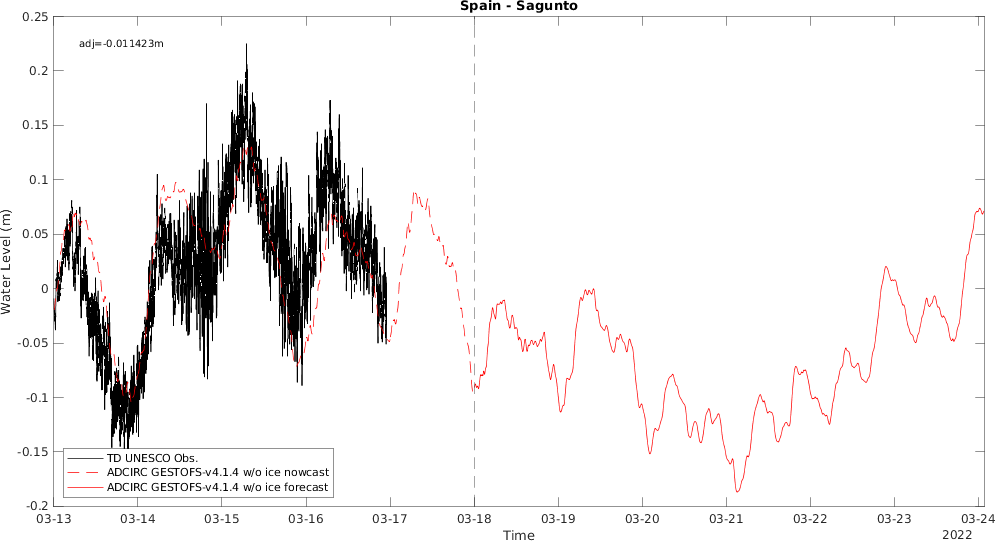 Spain - Sagunto
adj=-0.011423m
0.25
0.2
0.15
0.1
0.05
0
-0.05
-0.1
-0.15
-0.2
Water Level (m)
TD UNESCO Obs.
ADCIRC GESTOFS-v4.1.4 w/o ice nowcast
ADCIRC GESTOFS-v4.1.4 w/o ice forecast
03-13 03-14 03-15 03-16 03-17 03-18 03-19 03-20 03-21 03-22 03-23 03-24
Time
2022